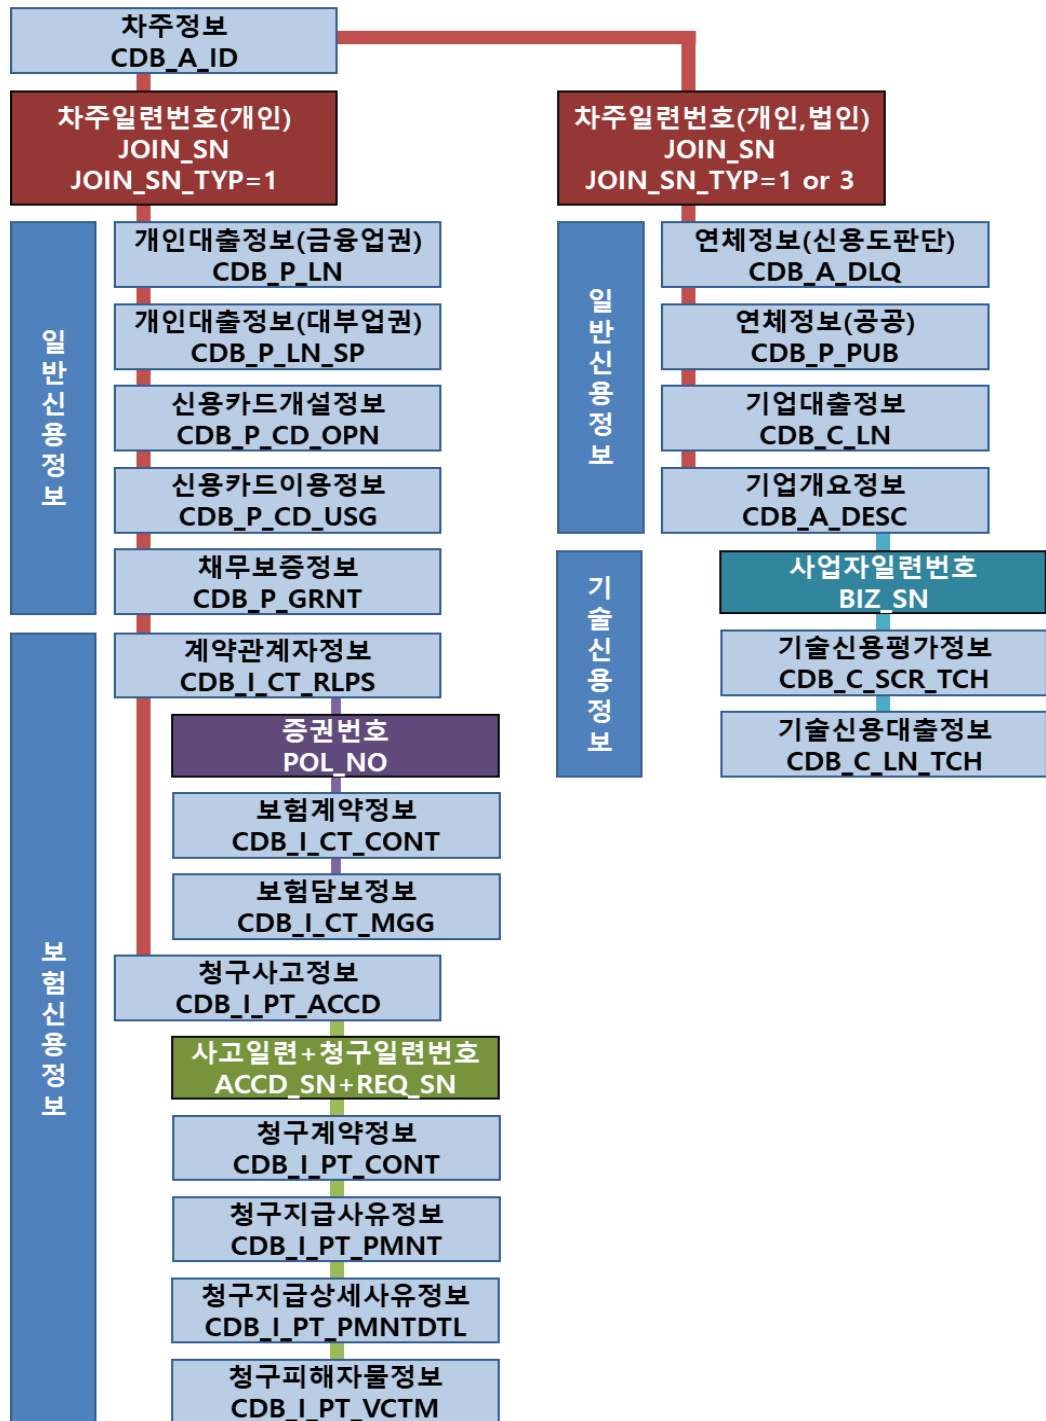 차주정보
CDB_A_ID
차주일련번호(개인)
JOIN_SN
JOIN_SN_TYP=1
일반신용정보
개인대출정보(금융업권)
CDB_P_LN
개인대출정보(대부업권)
CDB_P_LN_SP
신용카드개설정보
CDB_P_CD_OPN
신용카드이용정보
CDB_P_CD_USG
채무보증정보
CDB_P_GRNT
보험신용정보
계약관계자정보
CDB_I_CT_RLPS
증권번호
POL_NO
보험계약정보
CDB_I_CT_CONT
보험담보정보
CDB_I_CT_MGG
청구사고정보
CDB_I_PT_ACCD
사고일련+청구일련번호
ACCD_SN+REQ_SN
청구계약정보
CDB_I_PT_CONT
청구지급사유정보
CDB_I_PT_PMNT
청구지급상세사유정보
CDB_I_PT_PMNTDTL
청구피해자물정보
CDB_I_PT_VCTM
차주일련번호(개인,법인)
JOIN_SN
JOIN_SN_TYP=1 or 3
일반신용정보
연체정보(신용도판단)
CDB_A_DLQ
연체정보(공공)
CDB_P_PUB
기업대출정보
CDB_C_LN
기업개요정보
CDB_A_DESC
기술신용정보
사업자일련번호
BIZ_SN
기술신용평가정보
CDB_C_SCR_TCH
기술신용대출정보
CDB_C_LN_TCH